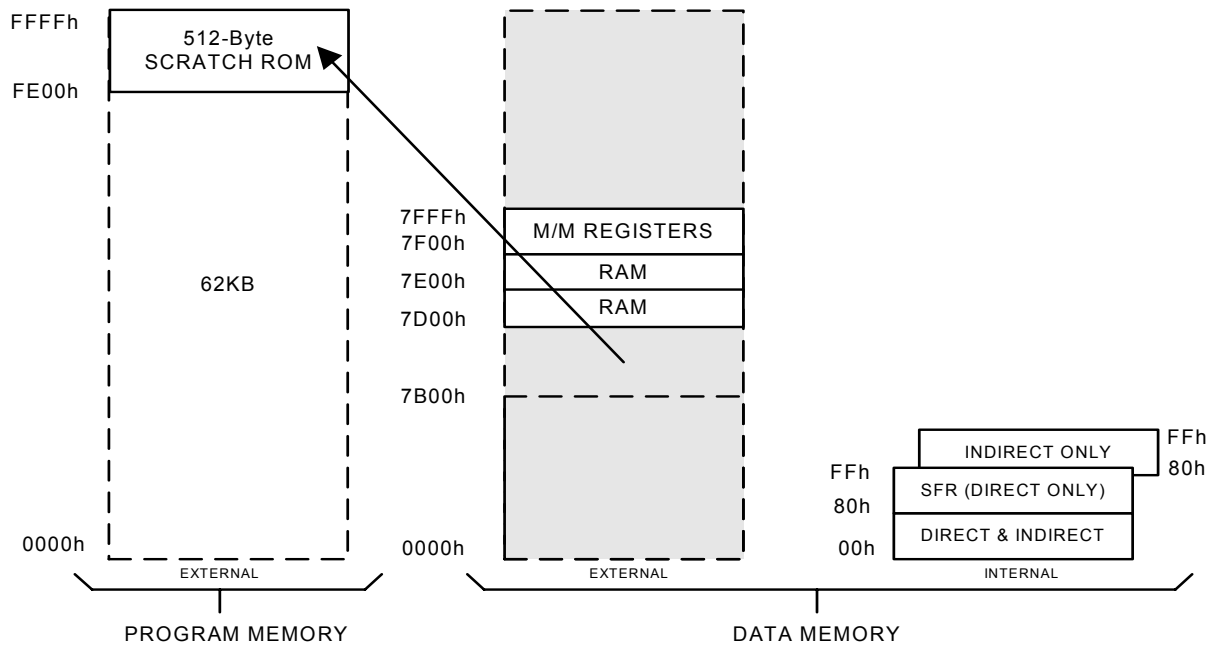 FFFFh
512-Byte
SCRATCH ROM
FE00h
62KB
0000h
EXTERNAL
PROGRAM MEMORY
7FFFh
M/M REGISTERS
7F00h
RAM
7E00h
RAM
7D00h
7B00h
0000h
EXTERNAL
INDIRECT ONLY
FFh
80h
FFh
SFR (DIRECT ONLY)
80h
DIRECT & INDIRECT
00h
INTERNAL
DATA MEMORY